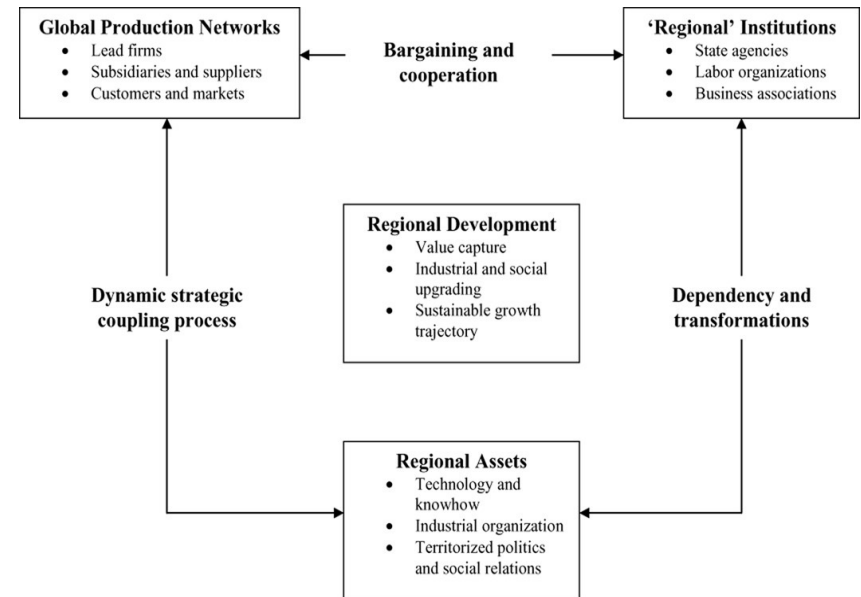 Global Production Networks
• Lead firms
• Subsidiaries and suppliers
• Customers and markets
Bargaining and
cooperation
‘Regional’ Institutions
• State agencies
• Labor organizations
• Business associations
Regional Development
• Value capture
• Industrial and social
upgrading
• Sustainable growth
trajectory
Dynamic strategic
coupling process
Dependency and
transformations
Regional Assets
• Technology and
knowhow
• Industrial organization
• Territorized politics
and social relations